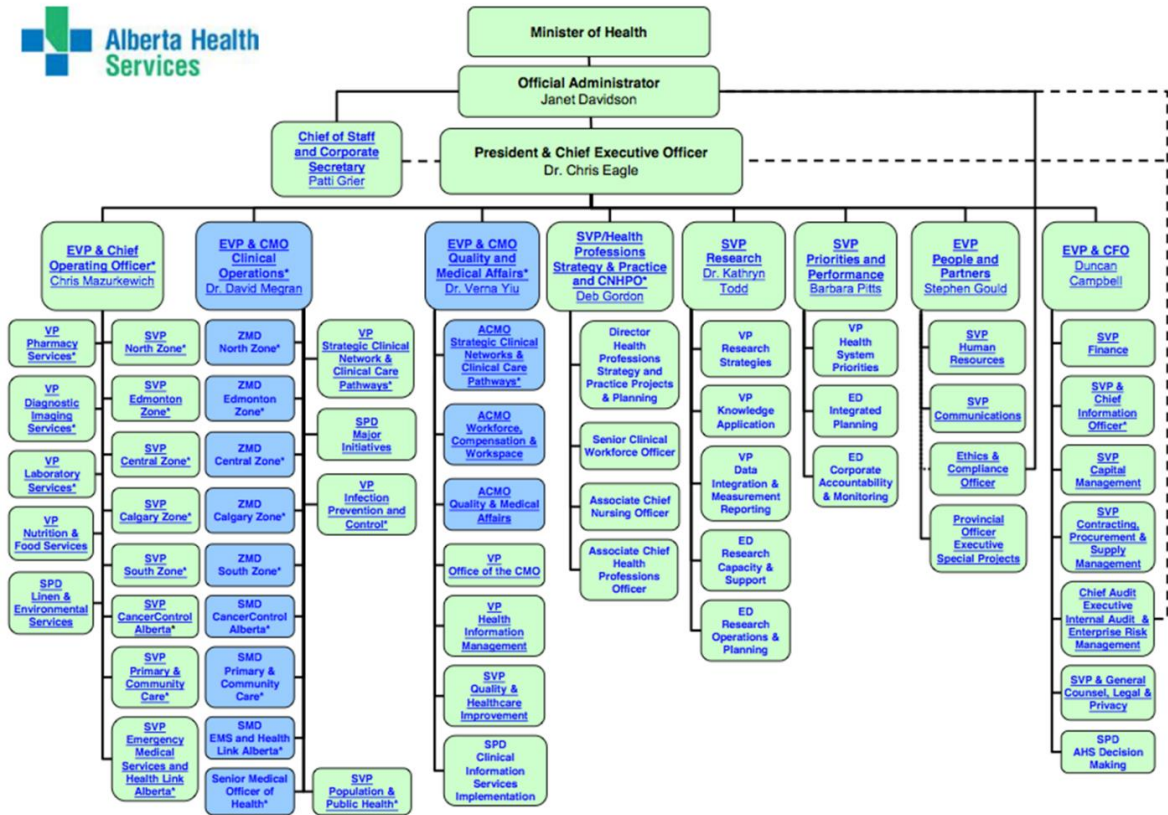 Alberta Health
Services
Minister of Health
Official Administrator
Janet Davidson
Chief of Staff
and Corporate
Secretary
Patti Grier
President & Chief Executive Officer
Dr. Chris Eagle
EVP & Chief
Operating Officer*
Chris Mazurkewich
EVP & CMO
Clinical
Operations*
Dr. David Megran
EVP & CMO
Quality and
Medical Affairs*
Dr. Verna Yiu
SVP/Health
Professions
Strategy & Practice
and CNHPO*
Deb Gordon
SVP
Research
Dr. Kathryn
Todd
SVP
Priorities and
Performance
Barbara Pitts
EVP
People and
Partners
Stephen Gould
EVP & CFO
Duncan
Campbell
VP
Pharmacy
Services*
VP
Diagnostic
Imaging
Services*
VP
Laboratory
Services*
VP
Nutrition &
Food Services
SPD
Linen &
Environmental
Services
SVP
North Zone*
SVP
Edmonton
Zone*
SVP
Central Zone*
SVP
Calgary Zone*
SVP
South Zone*
SVP
CancerControl
Alberta*
SVP
Primary &
Community
Care*
SVP
Emergency
Medical
Services and
Health Link
Alberta*
ZMD
North Zone*
ZMD
Edmonton
Zone*
ZMD
Central Zone*
ZMD
Calgary Zone*
ZMD
South Zone*
SMD
CancerControl
Alberta*
SMD
Primary &
Community
Care*
SMD
EMS and Health
Link Alberta*
Senior Medical
Officer of
Health*
VP
Strategic Clinical
Network &
Clinical Care
Pathways*
SPD
Major
Initiatives
VP
Infection
Prevention and
Control*
SVP
Population &
Public Health*
ACMO
Strategic Clinical
Networks &
Clinical Care
Pathways*
ACMO
Workforce,
Compensation &
Workspace
ACMO
Quality & Medical
Affairs
VP
Office of the CMO
VP
Health
Information
Management
SVP
Quality &
Healthcare
Improvement
SPD
Clinical
Information
Services
Implementation
Director
Health
Professions
Strategy and
Practice Projects
& Planning
Senior Clinical
Workforce Officer
Associate Chief
Nursing Officer
Associate Chief
Health
Professions
Officer
VP
Research
Strategies
VP
Knowledge
Application
VP
Data
Integration &
Measurement
Reporting
ED
Research
Capacity &
Support
ED
Research
Operations &
Planning
VP
Health
System
Priorities
ED
Integrated
Planning
ED
Corporate
Accountability
& Monitoring
SVP
Human
Resources
SVP
Communications
Ethics &
Compliance
Officer
Provincial
Officer
Executive
Special Projects
SVP
Finance
SVP &
Chief
Information
Officer*
SVP
Capital
Management
SVP
Contracting,
Procurement &
Supply
Management
Chief Audit
Executive
Internal Audit &
Enterprise Risk
Management
SVP & General
Counsel, Legal &
Privacy
SPD
AHS Decision
Making